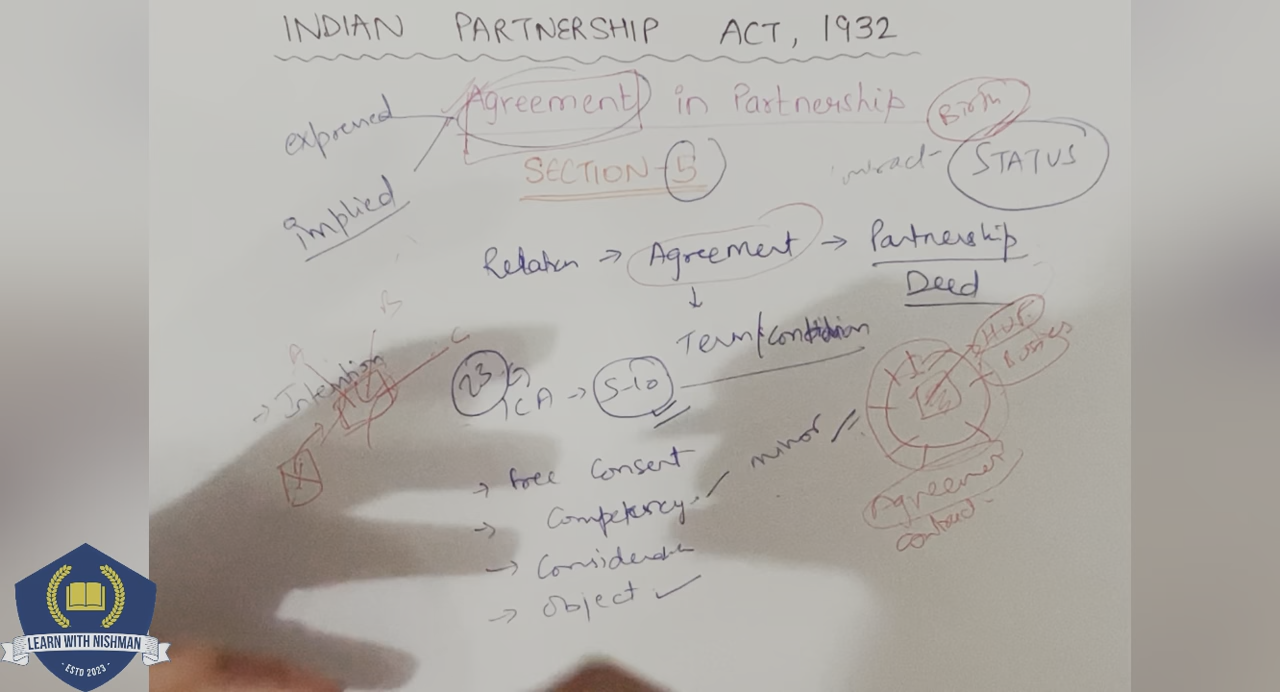 INDIAN PARTNERSHIP ACT, 1932
Agreement in Partnership
Birth
expressed
SECTION-5
STATUS
implied
Relation → Agreement → Partnership
Deed
↓
Term/Condition
B
A
C
→ Intention
23
ICA → S-10
H.U.F.
Business
→ free Consent
minor
→ Competency
Agreement
contract-
→ Consideration
→ Object
LEARN WITH NISHMAN
- ESTD 2023 -